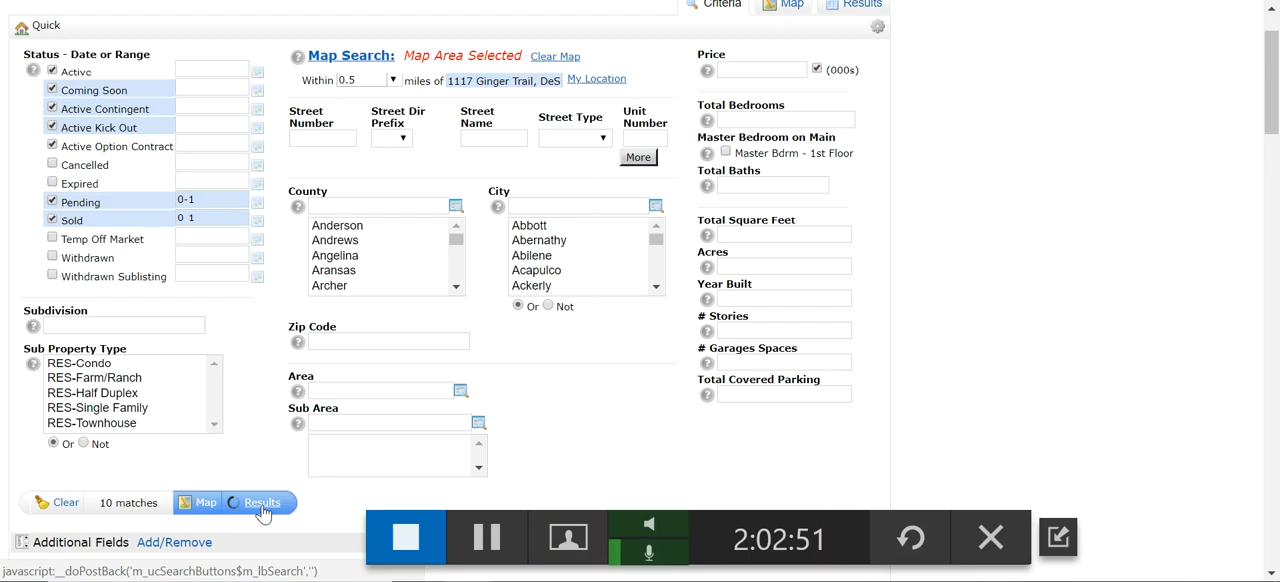 Criteria Map Results
Quick
Status - Date or Range
Active
Coming Soon
Active Contingent
Active Kick Out
Active Option Contract
Cancelled
Expired
Pending 0-1
Sold 0 1
Temp Off Market
Withdrawn
Withdrawn Sublisting
Subdivision
Sub Property Type
RES-Condo
RES-Farm/Ranch
RES-Half Duplex
RES-Single Family
RES-Townhouse
Or Not
Map Search: Map Area Selected Clear Map
Within 0.5 miles of 1117 Ginger Trail, DeS My Location
Street Number
Street Dir Prefix
Street Name
Street Type
Unit Number
More
County
Anderson
Andrews
Angelina
Aransas
Archer
City
Abbott
Abernathy
Abilene
Acapulco
Ackerly
Or Not
Zip Code
Area
Sub Area
Price
(000s)
Total Bedrooms
Master Bedroom on Main
Master Bdrm - 1st Floor
Total Baths
Total Square Feet
Acres
Year Built
# Stories
# Garages Spaces
Total Covered Parking
Clear 10 matches Map Results
Additional Fields Add/Remove
2:02:51
javascript:__doPostBack('m_ucSearchButtons$m_lbSearch','')